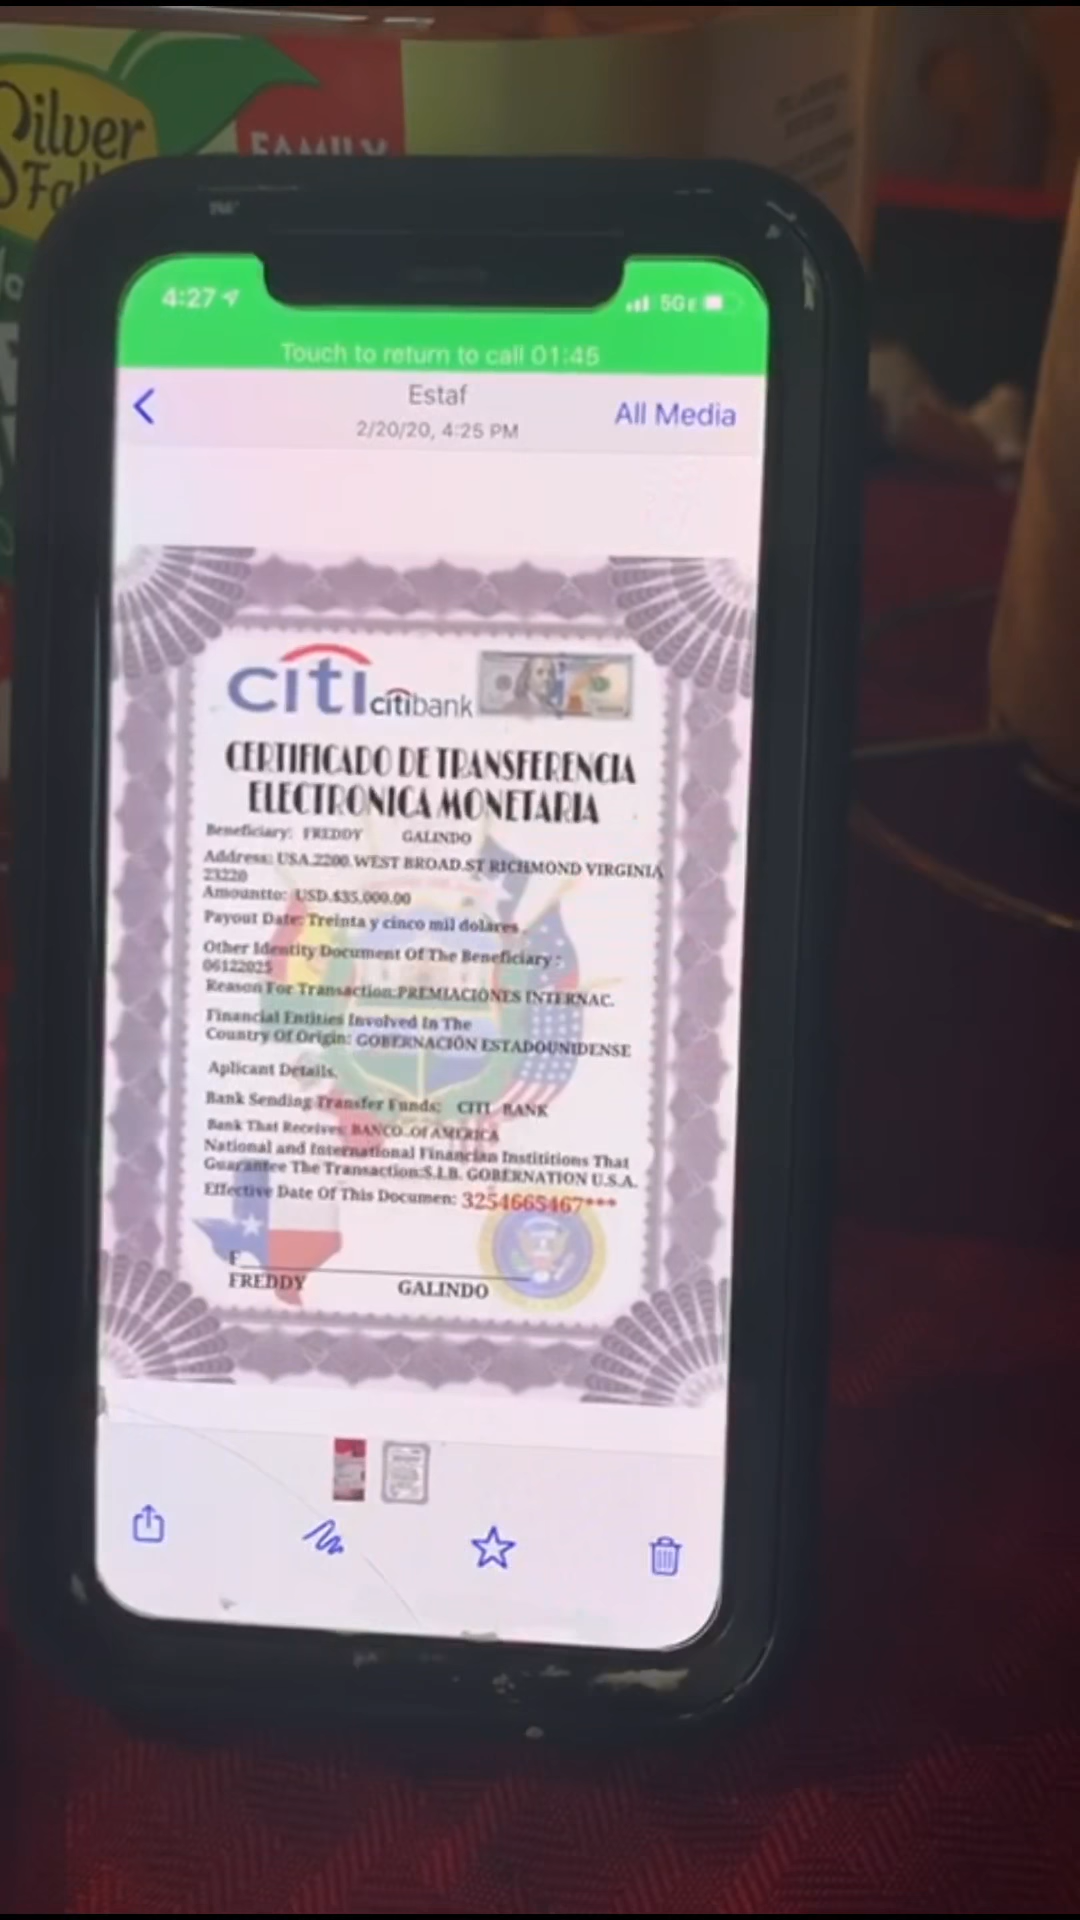 Silver
FAMILY
4:27
5GE
Touch to return to call 01:45
Estaf
2/20/20, 4:25 PM
All Media
citi citibank
CERTIFICADO DE TRANSFERENCIA
ELECTRONICA MONETARIA
Beneficiary: FREDDY GALINDO
Address: USA.2200.WEST BROAD.ST RICHMOND VIRGINIA
23220
Amountto: USD.$35,000.00
Payout Date: Treinta y cinco mil dolares.
Other Identity Document Of The Beneficiary :
06122025
Reason For Transaction:PREMIACIONES INTERNAC.
Financial Entities Involved In The
Country Of Origin: GOBERNACIÓN ESTADOUNIDENSE
Aplicant Details.
Bank Sending Transfer Funds: CITI BANK
Bank That Receives: BANCO..Of AMERICA
National and International Financian Instititions That
Guarantee The Transaction:S.I.B. GOBERNATION U.S.A.
Effective Date Of This Documen: 3254665467***
F
FREDDY GALINDO